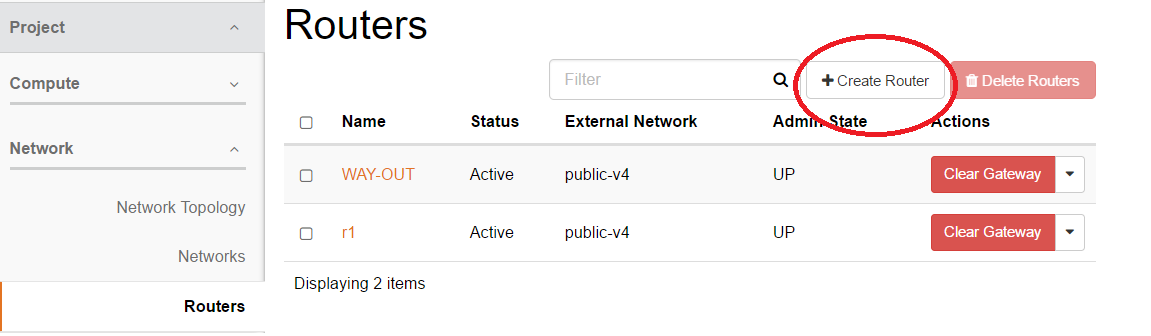 Project
Compute
Network
Network Topology
Networks
Routers
Routers
Filter
Create Router
Delete Routers
Name Status External Network Admin State Actions
WAY-OUT Active public-v4 UP Clear Gateway
r1 Active public-v4 UP Clear Gateway
Displaying 2 items